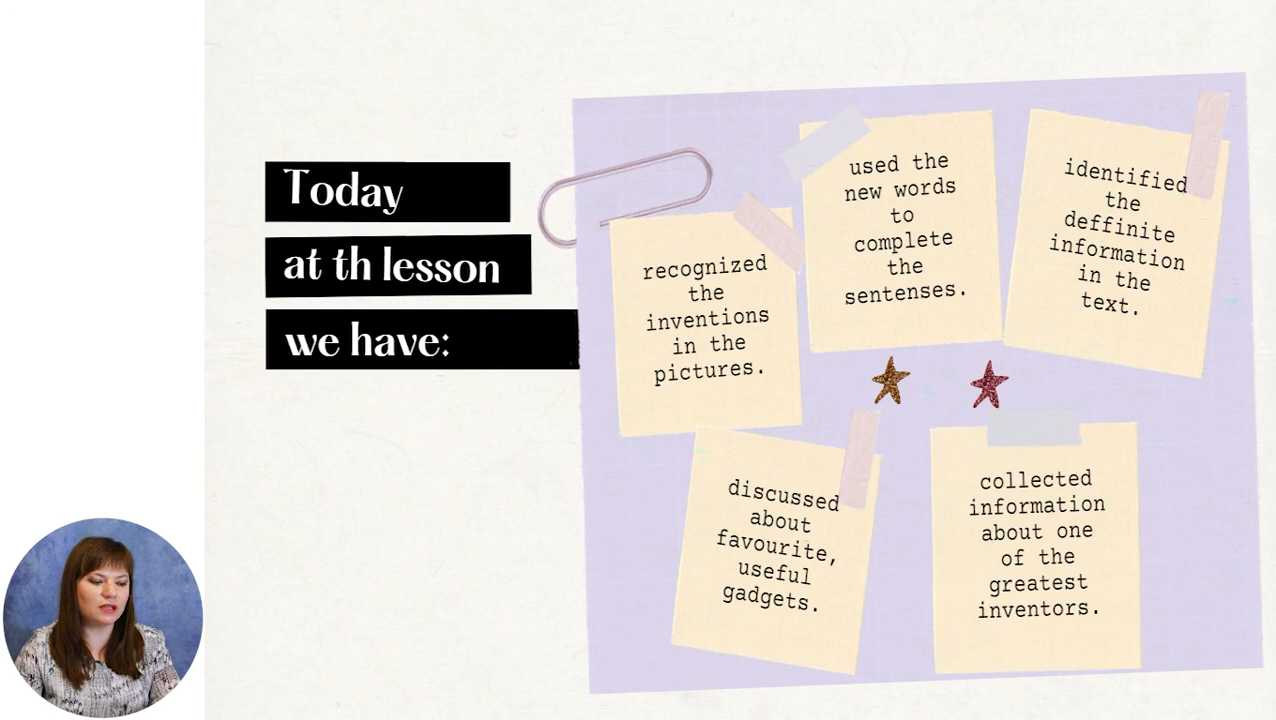 Today
at th lesson
we have:
recognized
the
inventions
in the
pictures.
used the
new words
to
complete
the
sentenses.
identified
the
deffinite
information
in the
text.
discussed
about
favourite,
useful
gadgets.
collected
information
about one
of the
greatest
inventors.